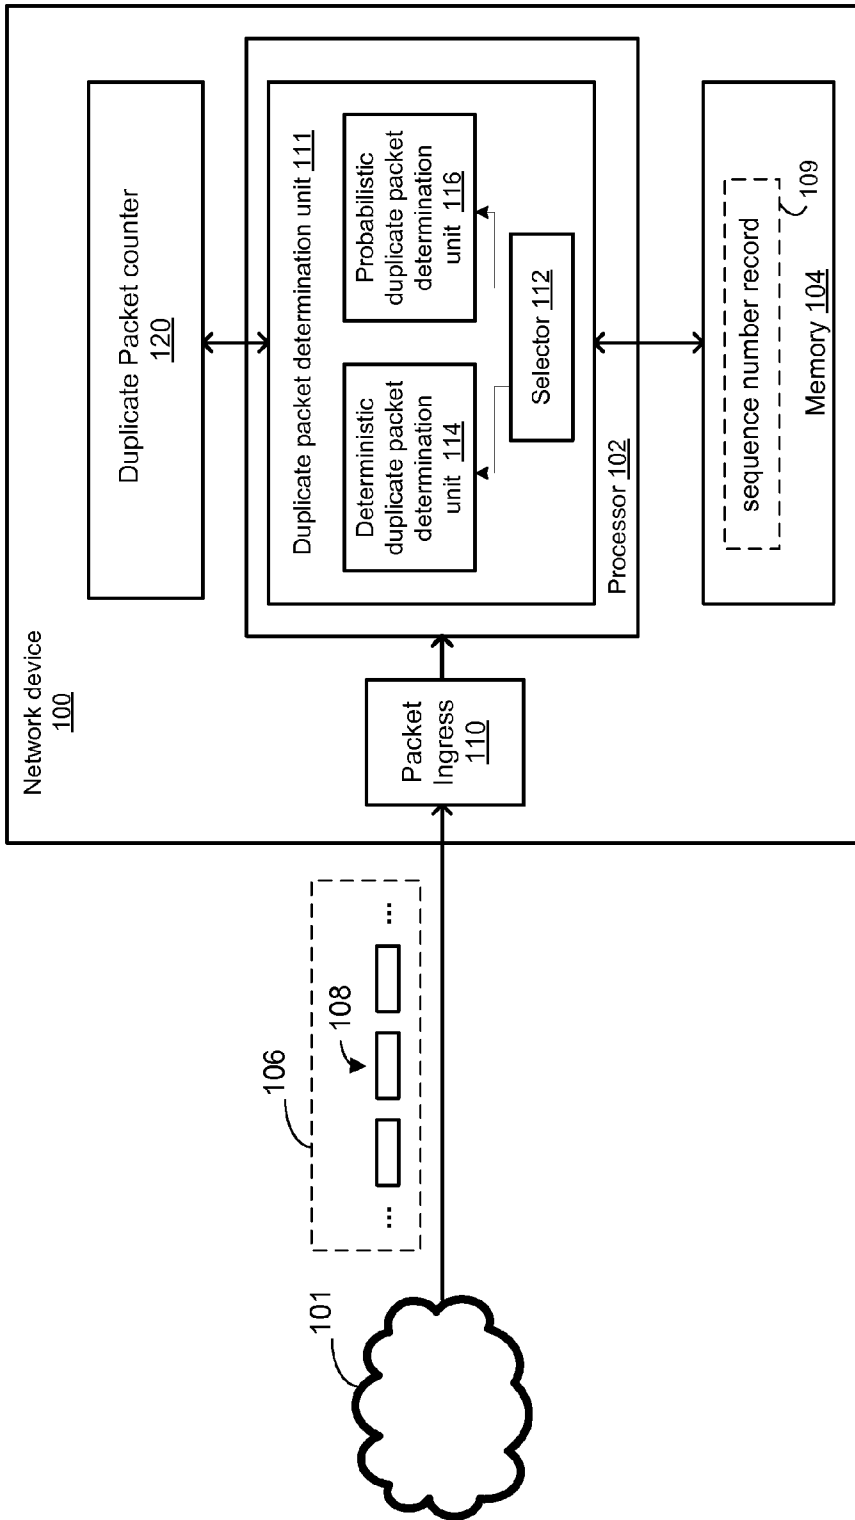 Network device
100
Duplicate Packet counter
120
Duplicate packet determination unit 111
Deterministic
duplicate packet
determination
unit 114
Probabilistic
duplicate packet
determination
unit 116
Selector 112
Processor 102
sequence number record
109
Memory 104
Packet
Ingress
110
106
108
...
...
101